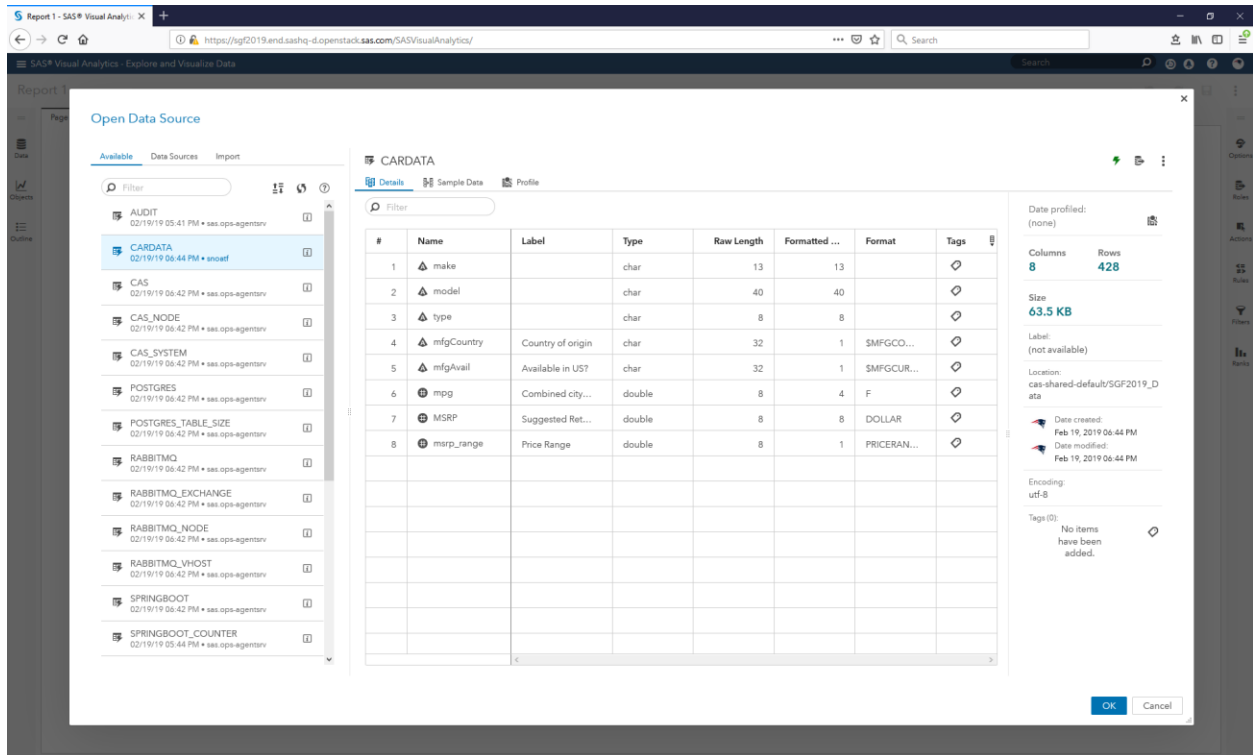 Report 1 - SAS® Visual Analytic
https://sgf2019.end.sashq-d.openstack.sas.com/SASVisualAnalytics/
Search
SAS® Visual Analytics - Explore and Visualize Data
Search
Report 1
Page
Data
Objects
Outline
Options
Roles
Actions
Rules
Filters
Ranks
Open Data Source
Available Data Sources Import
Filter
AUDIT
02/19/19 05:41 PM • sas.ops-agentsrv
CARDATA
02/19/19 06:44 PM • snoatf
CAS
02/19/19 06:42 PM • sas.ops-agentsrv
CAS_NODE
02/19/19 06:42 PM • sas.ops-agentsrv
CAS_SYSTEM
02/19/19 06:42 PM • sas.ops-agentsrv
POSTGRES
02/19/19 06:42 PM • sas.ops-agentsrv
POSTGRES_TABLE_SIZE
02/19/19 06:42 PM • sas.ops-agentsrv
RABBITMQ
02/19/19 06:42 PM • sas.ops-agentsrv
RABBITMQ_EXCHANGE
02/19/19 06:42 PM • sas.ops-agentsrv
RABBITMQ_NODE
02/19/19 06:42 PM • sas.ops-agentsrv
RABBITMQ_VHOST
02/19/19 06:42 PM • sas.ops-agentsrv
SPRINGBOOT
02/19/19 06:42 PM • sas.ops-agentsrv
SPRINGBOOT_COUNTER
02/19/19 05:44 PM • sas.ops-agentsrv
CARDATA
Details Sample Data Profile
Filter
# Name Label Type Raw Length Formatted ... Format Tags
1 make char 13 13
2 model char 40 40
3 type char 8 8
4 mfgCountry Country of origin char 32 1 $MFGCO...
5 mfgAvail Available in US? char 32 1 $MFGCUR...
6 mpg Combined city... double 8 4 F
7 MSRP Suggested Ret... double 8 8 DOLLAR
8 msrp_range Price Range double 8 1 PRICERAN...
Date profiled:
(none)
Columns Rows
8 428
Size
63.5 KB
Label:
(not available)
Location:
cas-shared-default/SGF2019_D
ata
Date created:
Feb 19, 2019 06:44 PM
Date modified:
Feb 19, 2019 06:44 PM
Encoding:
utf-8
Tags (0):
No items
have been
added.
OK Cancel